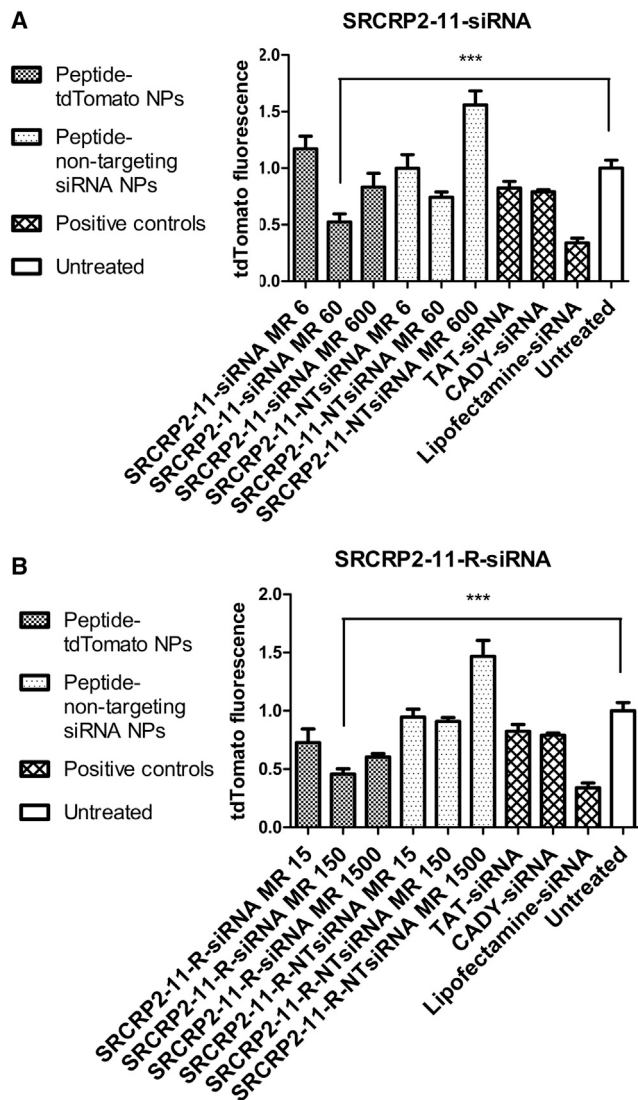 A
SRCRP2-11-siRNA
Peptide-
tdTomato NPs
Peptide-
non-targeting
siRNA NPs
Positive controls
Untreated
tdTomato fluorescence
2.0
1.5
1.0
0.5
0.0
***
SRCRP2-11-siRNA MR 6
SRCRP2-11-siRNA MR 60
SRCRP2-11-siRNA MR 600
SRCRP2-11-NTsiRNA MR 6
SRCRP2-11-NTsiRNA MR 60
SRCRP2-11-NTsiRNA MR 600
TAT-siRNA
CADY-siRNA
Lipofectamine-siRNA
Untreated
B
SRCRP2-11-R-siRNA
Peptide-
tdTomato NPs
Peptide-
non-targeting
siRNA NPs
Positive controls
Untreated
tdTomato fluorescence
2.0
1.5
1.0
0.5
0.0
***
SRCRP2-11-R-siRNA MR 15
SRCRP2-11-R-siRNA MR 150
SRCRP2-11-R-siRNA MR 1500
SRCRP2-11-R-NTsiRNA MR 15
SRCRP2-11-R-NTsiRNA MR 150
SRCRP2-11-R-NTsiRNA MR 1500
TAT-siRNA
CADY-siRNA
Lipofectamine-siRNA
Untreated